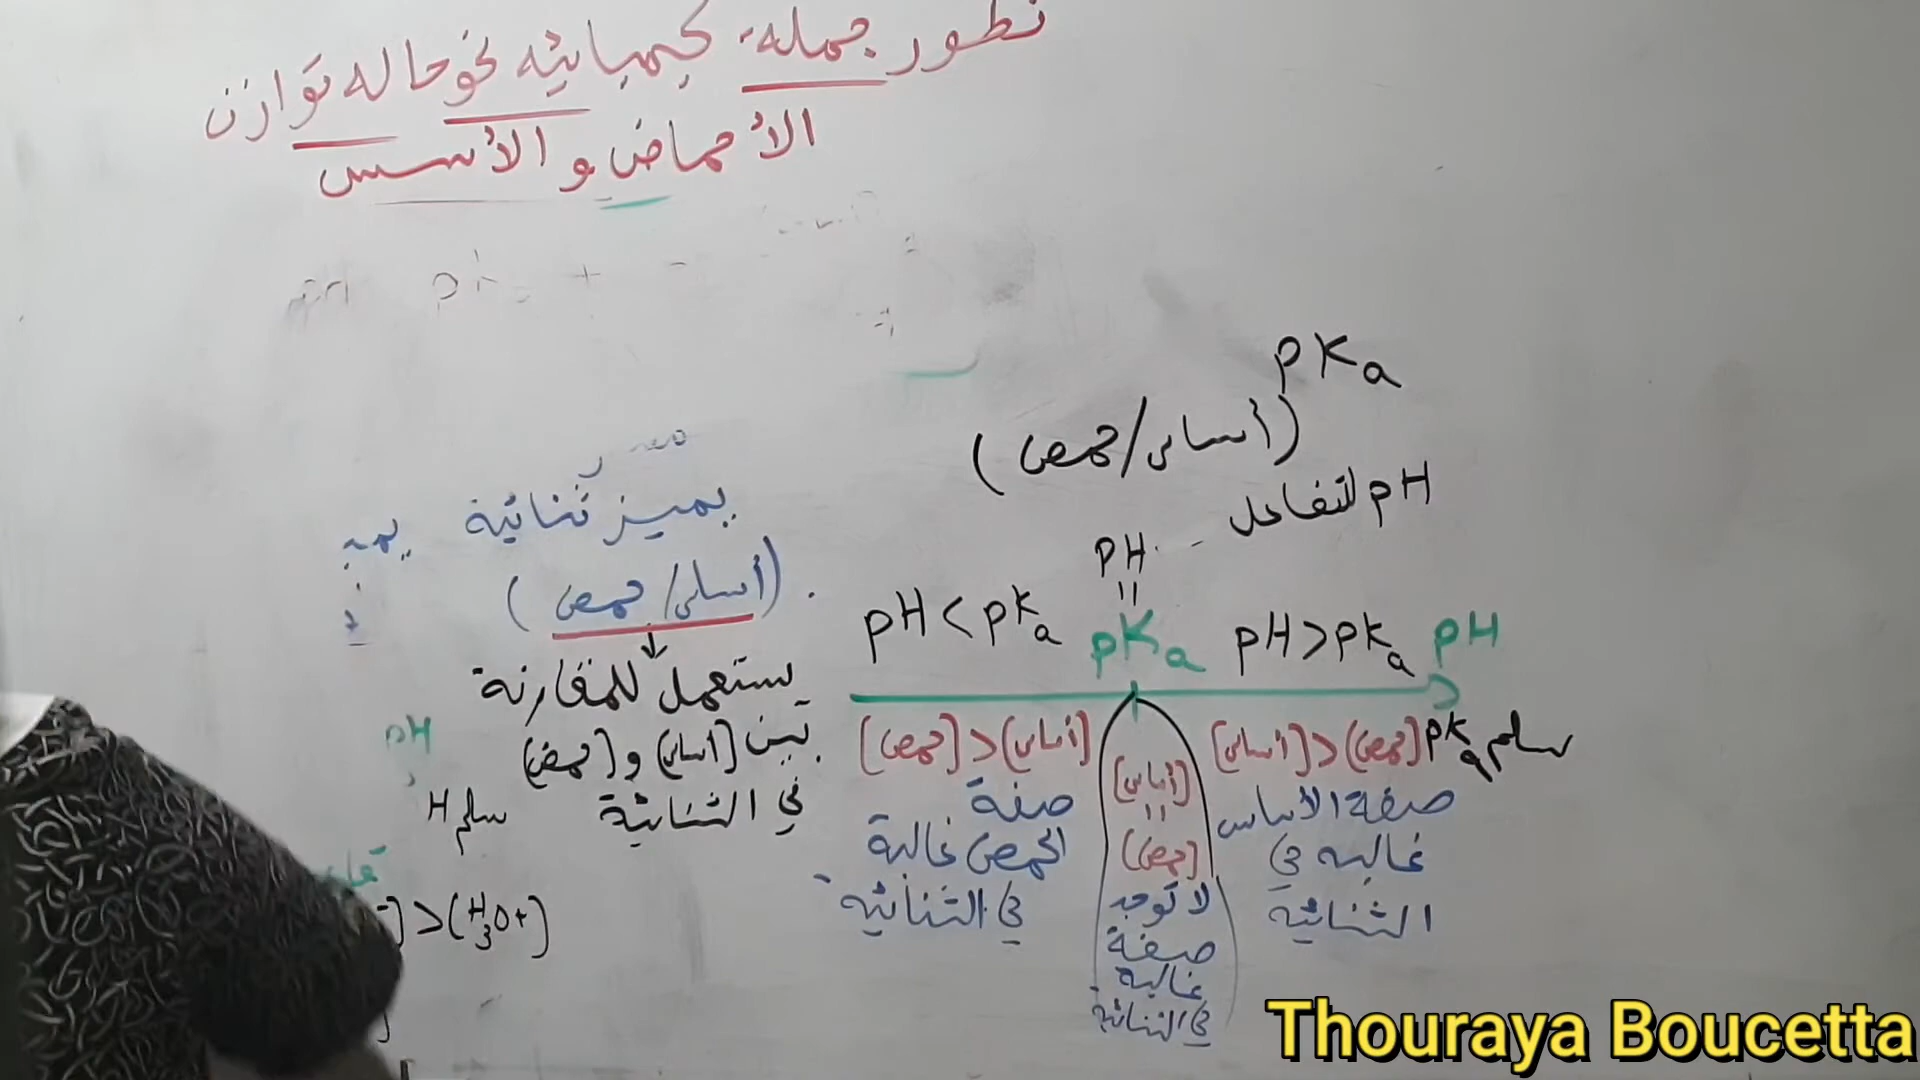 تطور جملة كيميائية نحو حالة توازن
الأحماض و الأسس
pKa
(أساس/حمض)
pH للتفاعل
يميز ثنائية
(أساس/حمض)
يستعمل للمقارنة
بين [أساس] و [حمض]
في الثنائية
pH
سلم
[H3O+]<
pH
=
pH < pKa
pKa
pH > pKa
pH
[أساس]<[حمض]
صفة
الحمض غالبة
في الثنائية
[أساس]
=
[حمض]
لا توجد
صفة
غالبة
في الثنائية
[حمض]<[أساس]
صفة الأساس
غالبة في
الثنائية
سلم pKa
Thouraya Boucetta